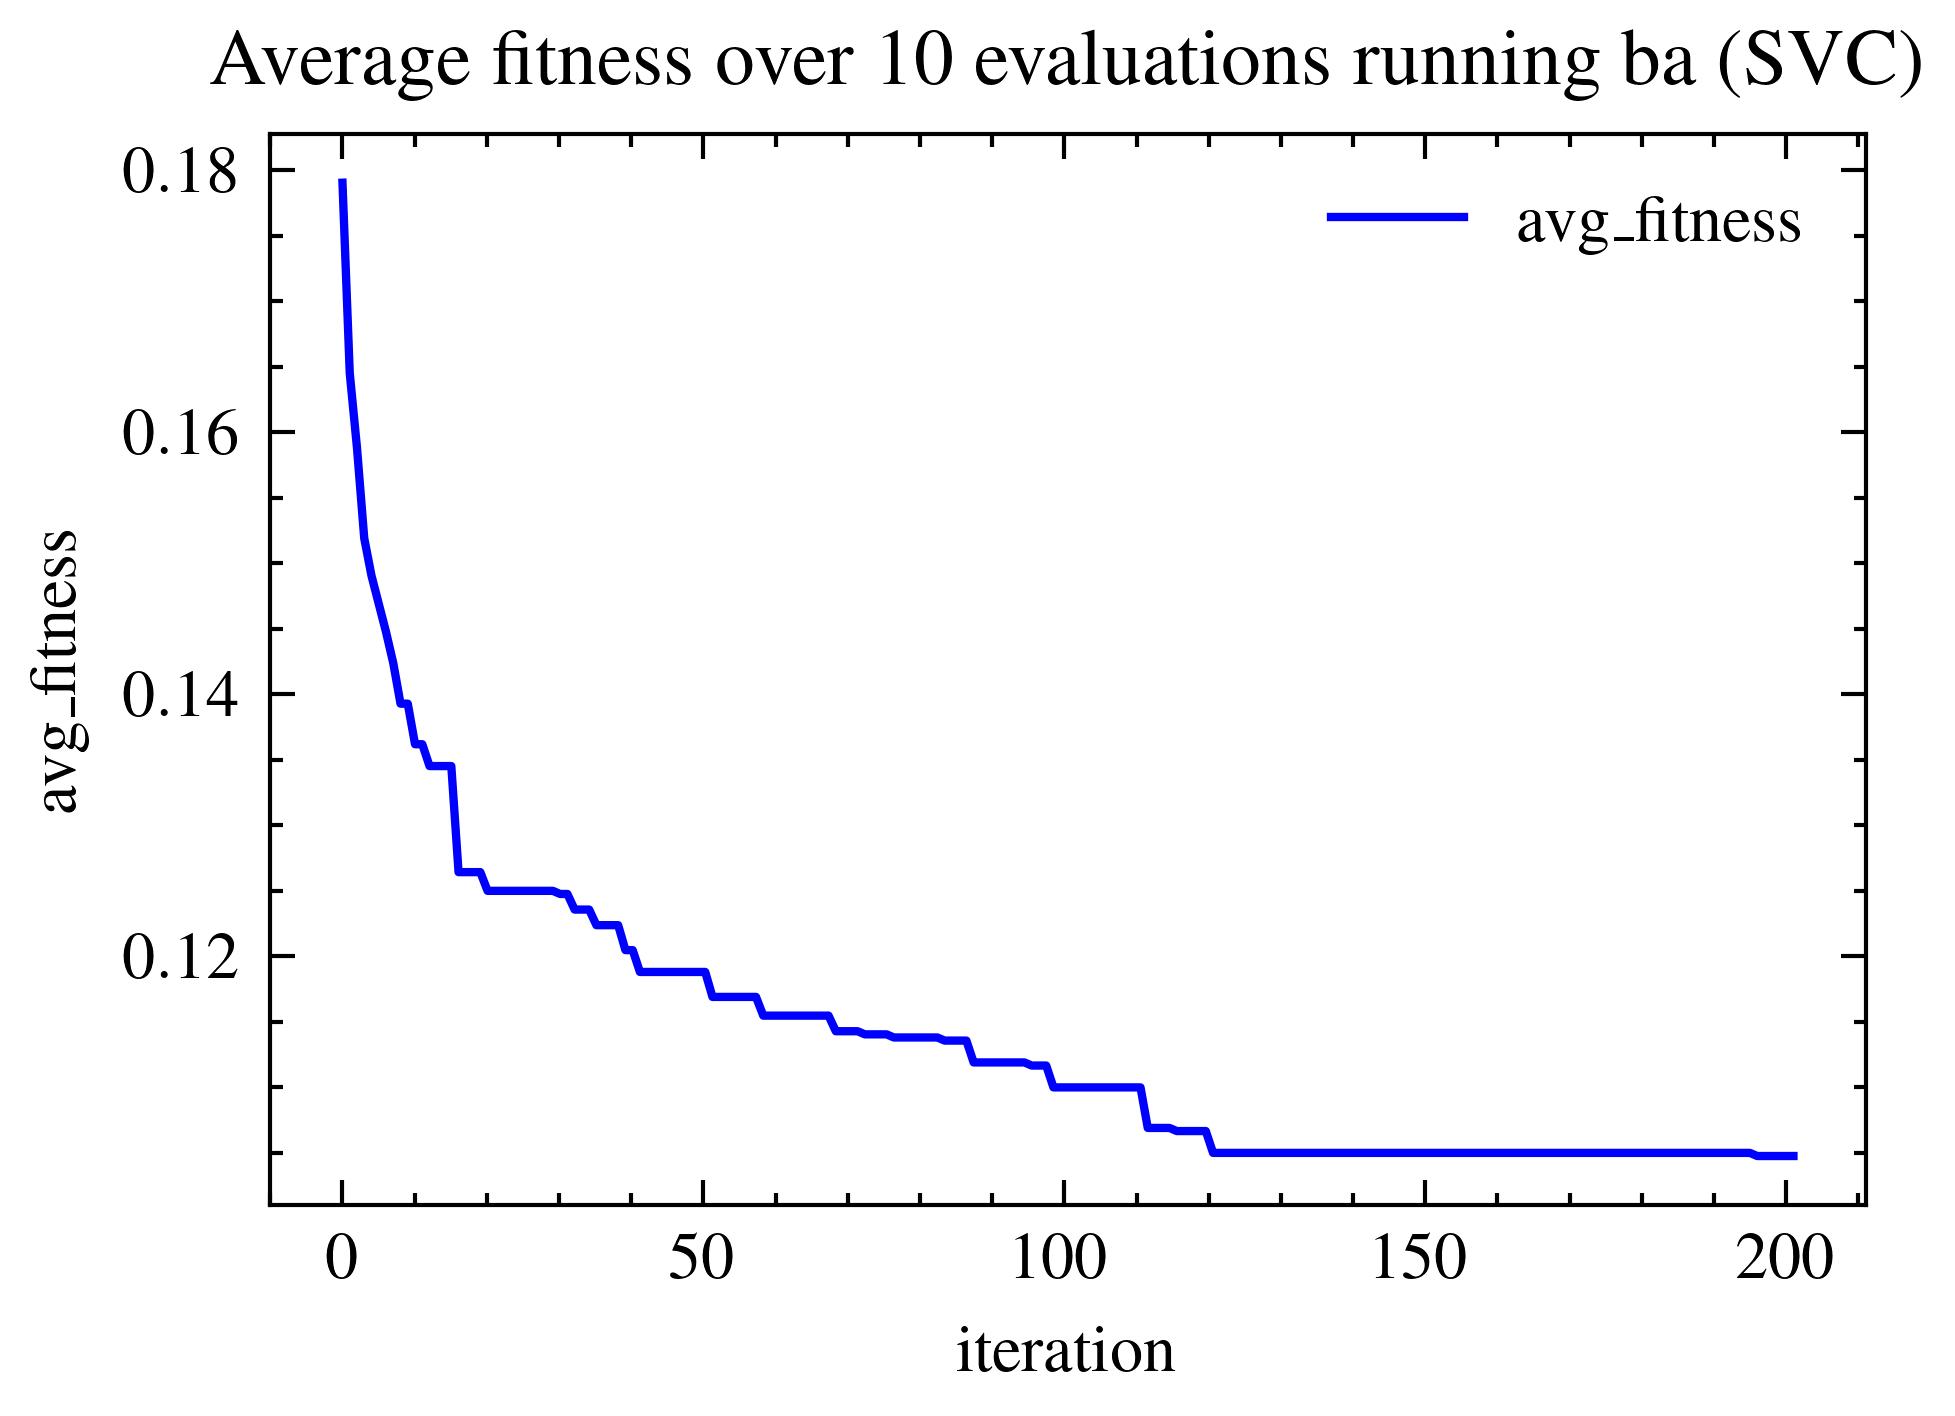 Average fitness over 10 evaluations running ba (SVC)
avg_fitness
0.18
0.16
0.14
0.12
avg_fitness
0 50 100 150 200
iteration